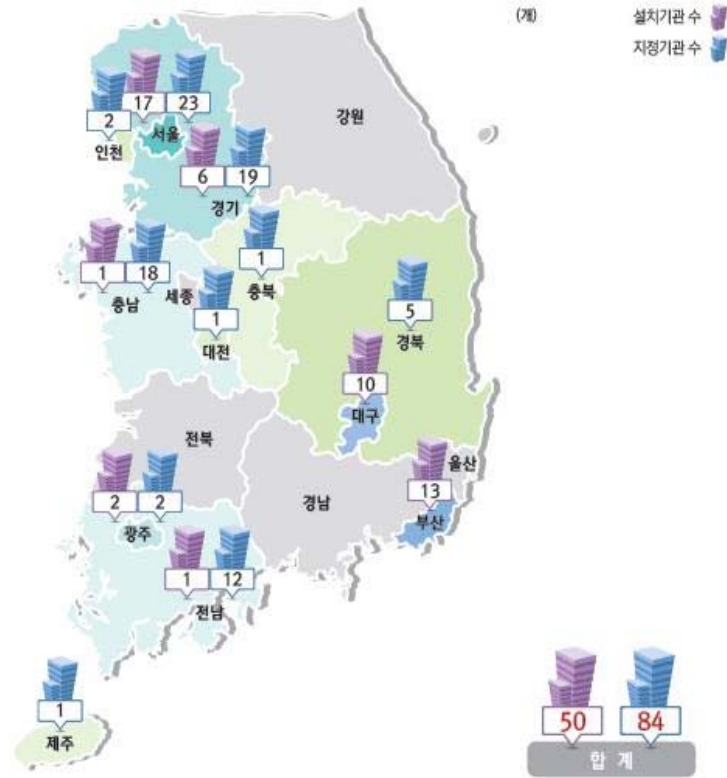 (개)
설치기관 수
지정기관 수
17 23
2
서울
강원
인천
6 19
경기
1
1 18
충북
세종
충남
1
5
대전
경북
10
대구
전북
울산
경남
13
2 2
부산
광주
1 12
전남
1
제주
50 84
합 계